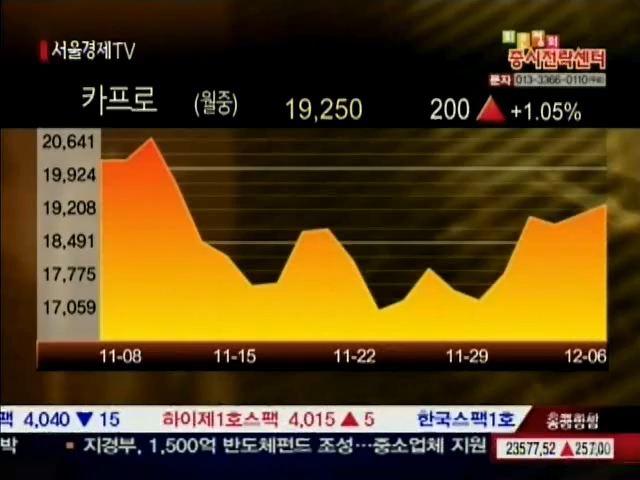 서울경제TV
증시전략센터
문자 013-3366-0110
카프로 (월중) 19,250 200 ▲ +1.05%
20,641
19,924
19,208
18,491
17,775
17,059
11-08 11-15 11-22 11-29 12-06
팩 4,040 ▼ 15 하이제1호스팩 4,015 ▲ 5 한국스팩1호
박 ▪ 지경부, 1,500억 반도체펀드 조성…중소업체 지원
23577,52 ▲257,00